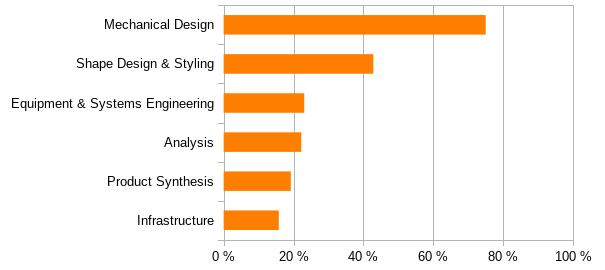 Mechanical Design
Shape Design & Styling
Equipment & Systems Engineering
Analysis
Product Synthesis
Infrastructure
0 % 20 % 40 % 60 % 80 % 100 %